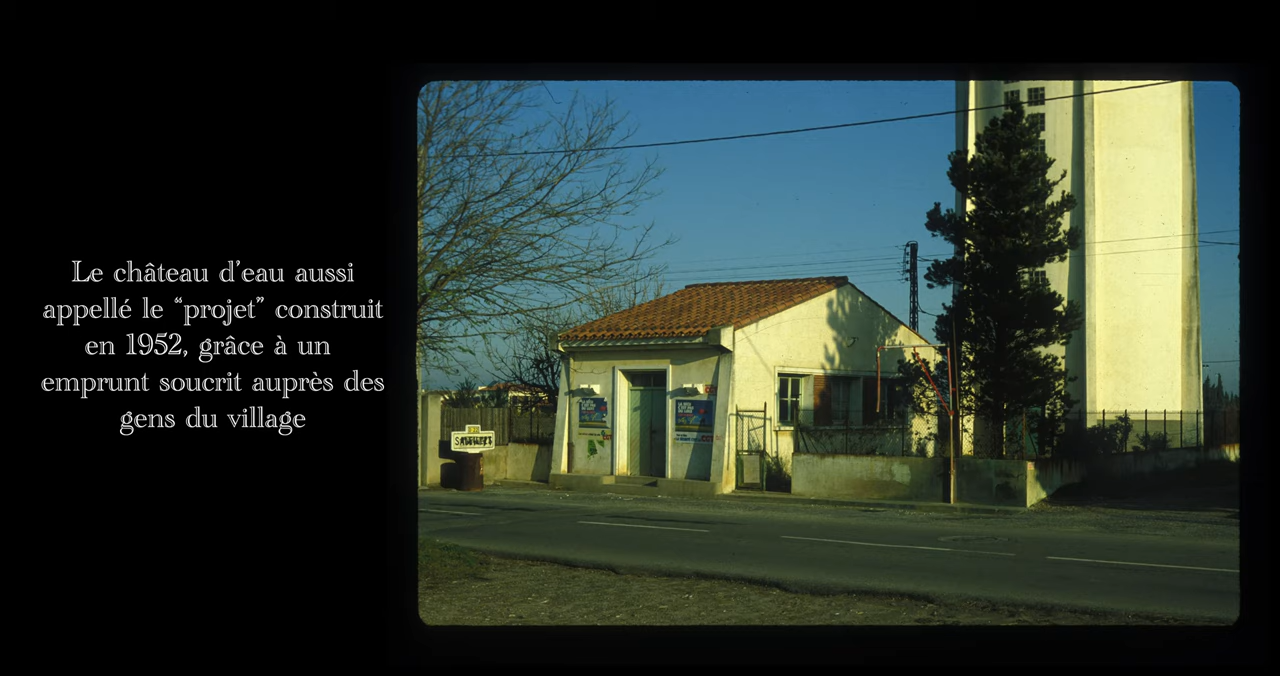 Le château d'eau aussi
appellé le “projet” construit
en 1952, grâce à un
emprunt soucrit auprès des
gens du village
CGT